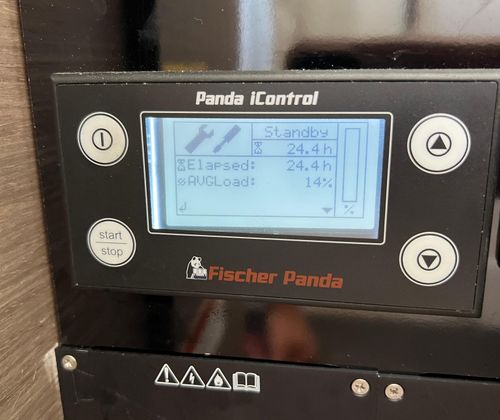 Panda iControl
Standby
24.4h
Elapsed: 24.4h
AVGLoad: 14%
%
start
stop
Fischer Panda